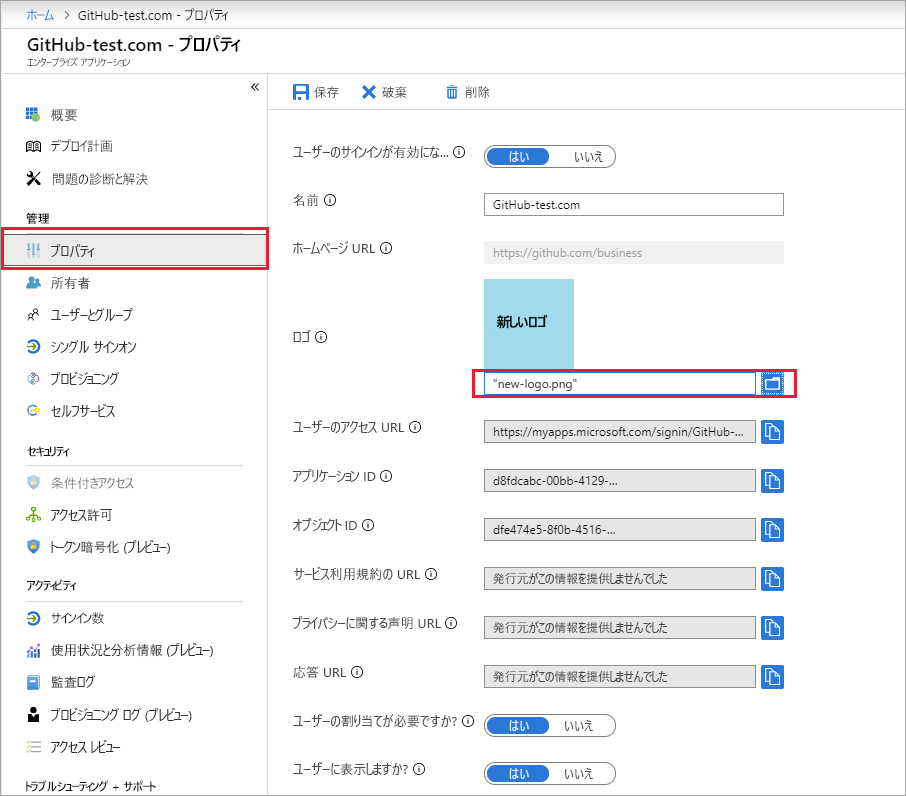 ホーム > GitHub-test.com - プロパティ
GitHub-test.com - プロパティ
エンタープライズ アプリケーション
«
概要
デプロイ計画
問題の診断と解決
管理
プロパティ
所有者
ユーザーとグループ
シングル サインオン
プロビジョニング
セルフサービス
セキュリティ
条件付きアクセス
アクセス許可
トークン暗号化 (プレビュー)
アクティビティ
サインイン数
使用状況と分析情報 (プレビュー)
監査ログ
プロビジョニング ログ (プレビュー)
アクセス レビュー
トラブルシューティング + サポート
保存 破棄 削除
ユーザーのサインインが有効にな... はい いいえ
名前 GitHub-test.com
ホームページ URL https://github.com/business
新しいロゴ
ロゴ
"new-logo.png"
ユーザーのアクセス URL https://myapps.microsoft.com/signin/GitHub-...
アプリケーション ID d8fdcabc-00bb-4129-...
オブジェクト ID dfe474e5-8f0b-4516-...
サービス利用規約の URL 発行元がこの情報を提供しませんでした
プライバシーに関する声明 URL 発行元がこの情報を提供しませんでした
応答 URL 発行元がこの情報を提供しませんでした
ユーザーの割り当てが必要ですか? はい いいえ
ユーザーに表示しますか? はい いいえ